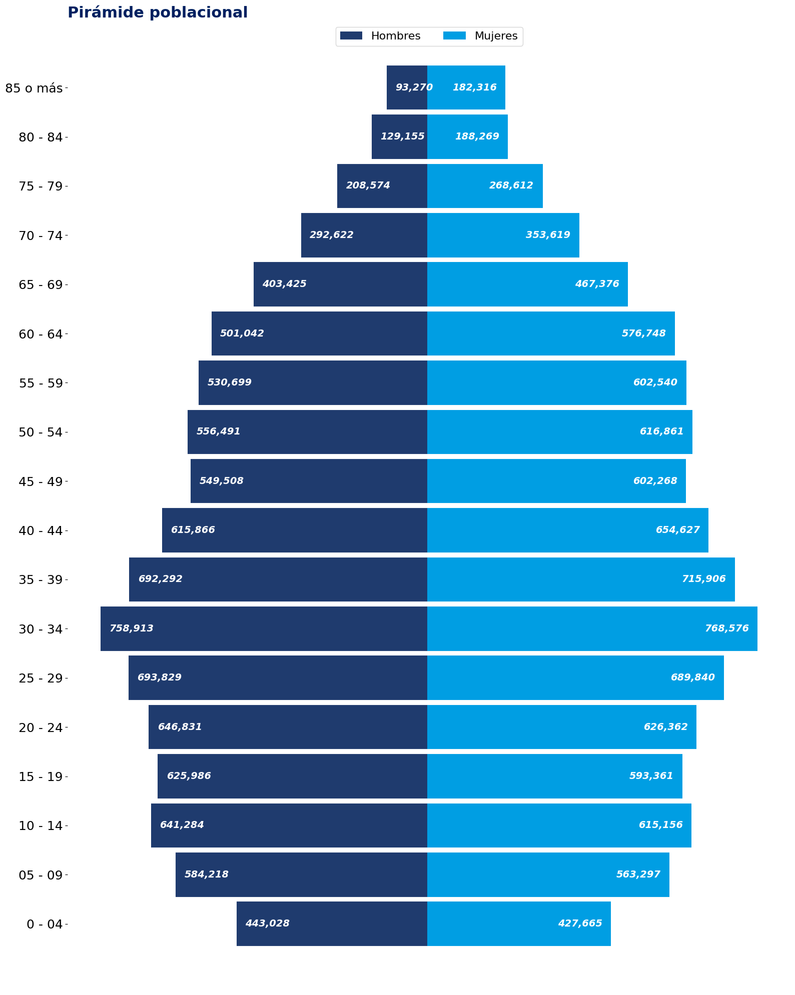 Pirámide poblacional
Hombres Mujeres
85 o más 93,270 182,316
80 - 84 129,155 188,269
75 - 79 208,574 268,612
70 - 74 292,622 353,619
65 - 69 403,425 467,376
60 - 64 501,042 576,748
55 - 59 530,699 602,540
50 - 54 556,491 616,861
45 - 49 549,508 602,268
40 - 44 615,866 654,627
35 - 39 692,292 715,906
30 - 34 758,913 768,576
25 - 29 693,829 689,840
20 - 24 646,831 626,362
15 - 19 625,986 593,361
10 - 14 641,284 615,156
05 - 09 584,218 563,297
0 - 04 443,028 427,665